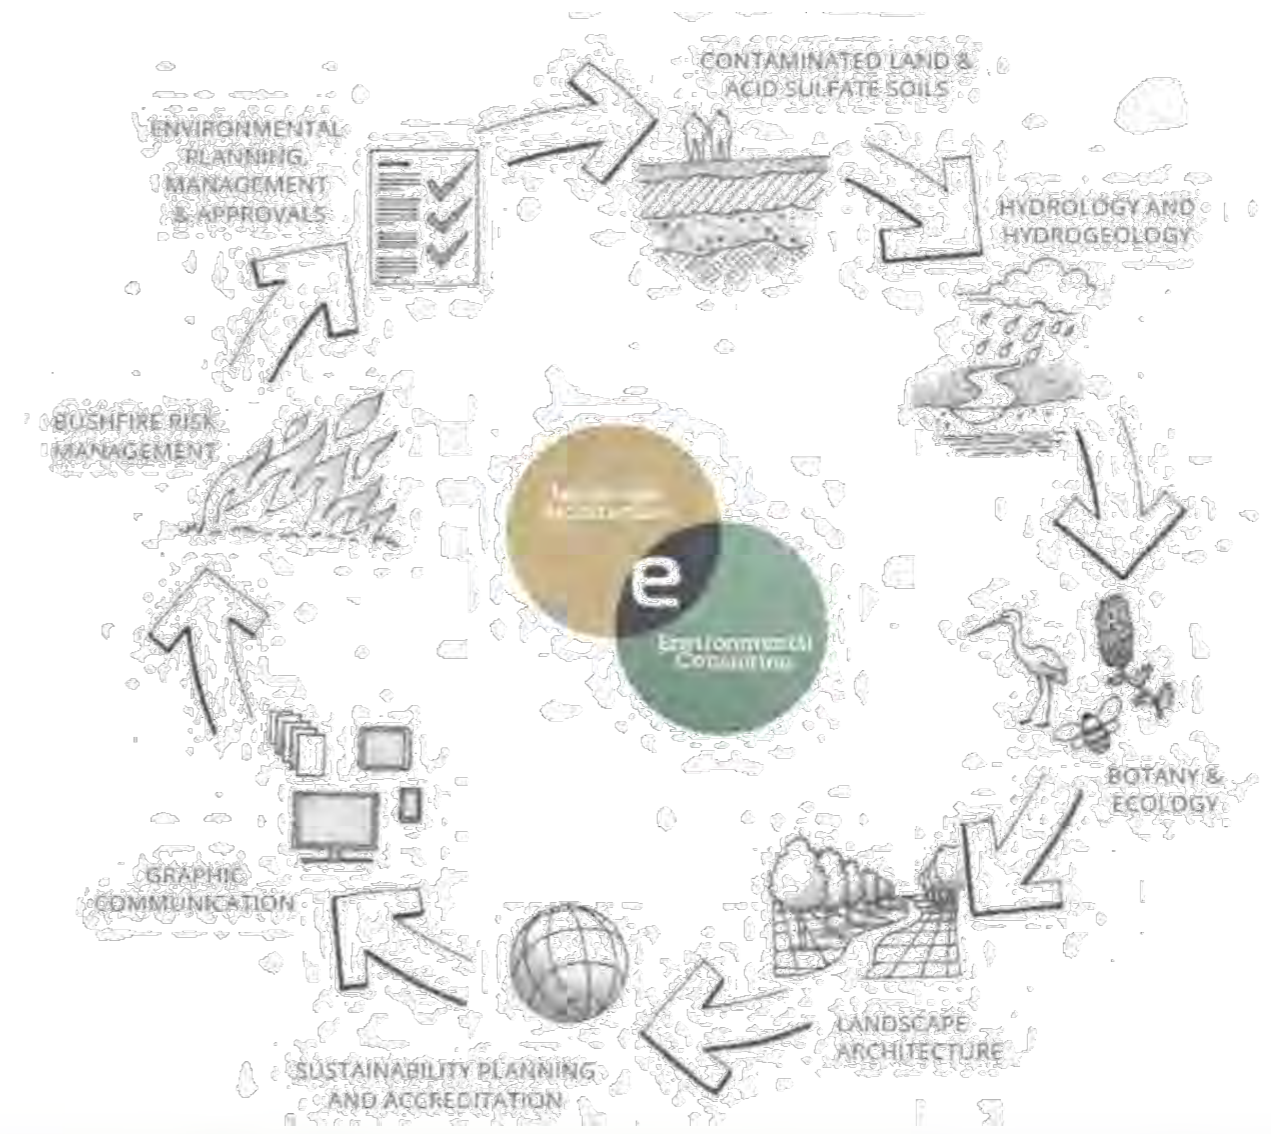 CONTAMINATED LAND &
ACID SULFATE SOILS
ENVIRONMENTAL
PLANNING,
MANAGEMENT
& APPROVALS
HYDROLOGY AND
HYDROGEOLOGY
BUSHFIRE RISK
MANAGEMENT
e
Environmental
Consulting
BOTANY &
ECOLOGY
GRAPHIC
COMMUNICATION
LANDSCAPE
ARCHITECTURE
SUSTAINABILITY PLANNING
AND ACCREDITATION